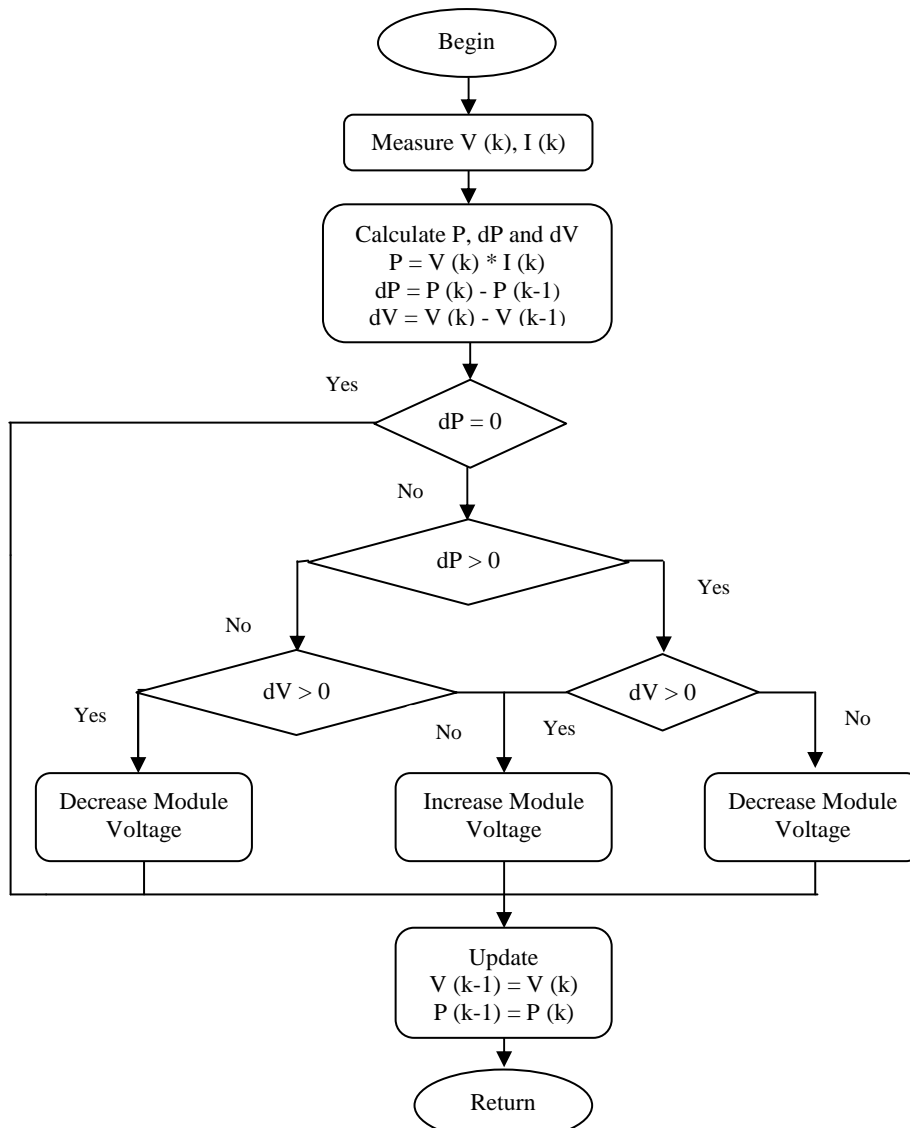 Begin
Measure V (k), I (k)
Calculate P, dP and dV
P = V (k) * I (k)
dP = P (k) - P (k-1)
dV = V (k) - V (k-1)
Yes
dP = 0
No
dP > 0
Yes
No
dV > 0
dV > 0
Yes
No
Yes
No
Decrease Module
Voltage
Increase Module
Voltage
Decrease Module
Voltage
Update
V (k-1) = V (k)
P (k-1) = P (k)
Return